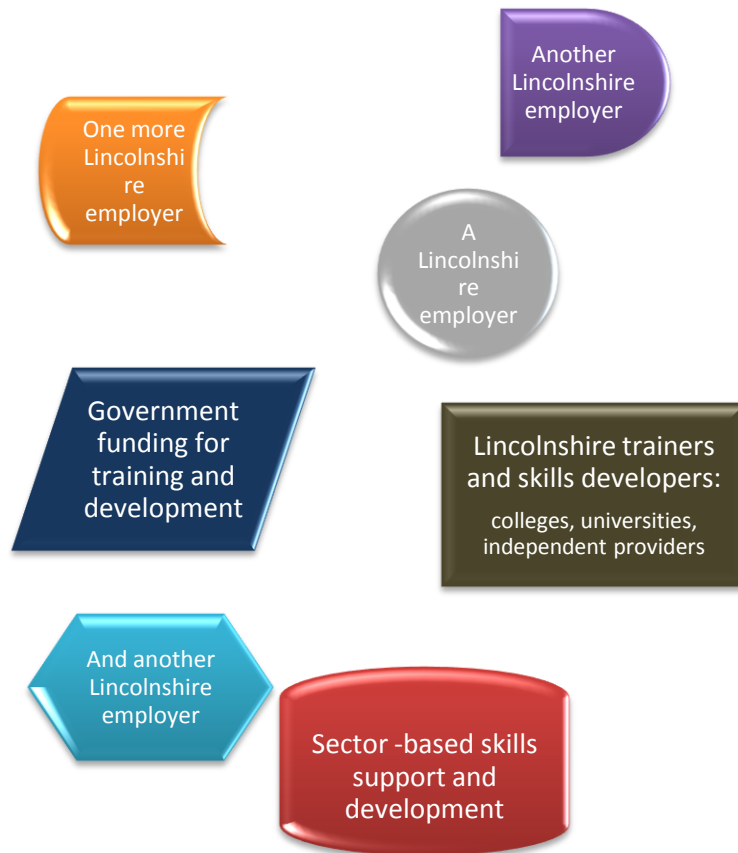 Another
Lincolnshire
employer
One more
Lincolnshi
re
employer
A
Lincolnshi
re
employer
Government
funding for
training and
development
Lincolnshire trainers
and skills developers:
colleges, universities,
independent providers
And another
Lincolnshire
employer
Sector -based skills
support and
development